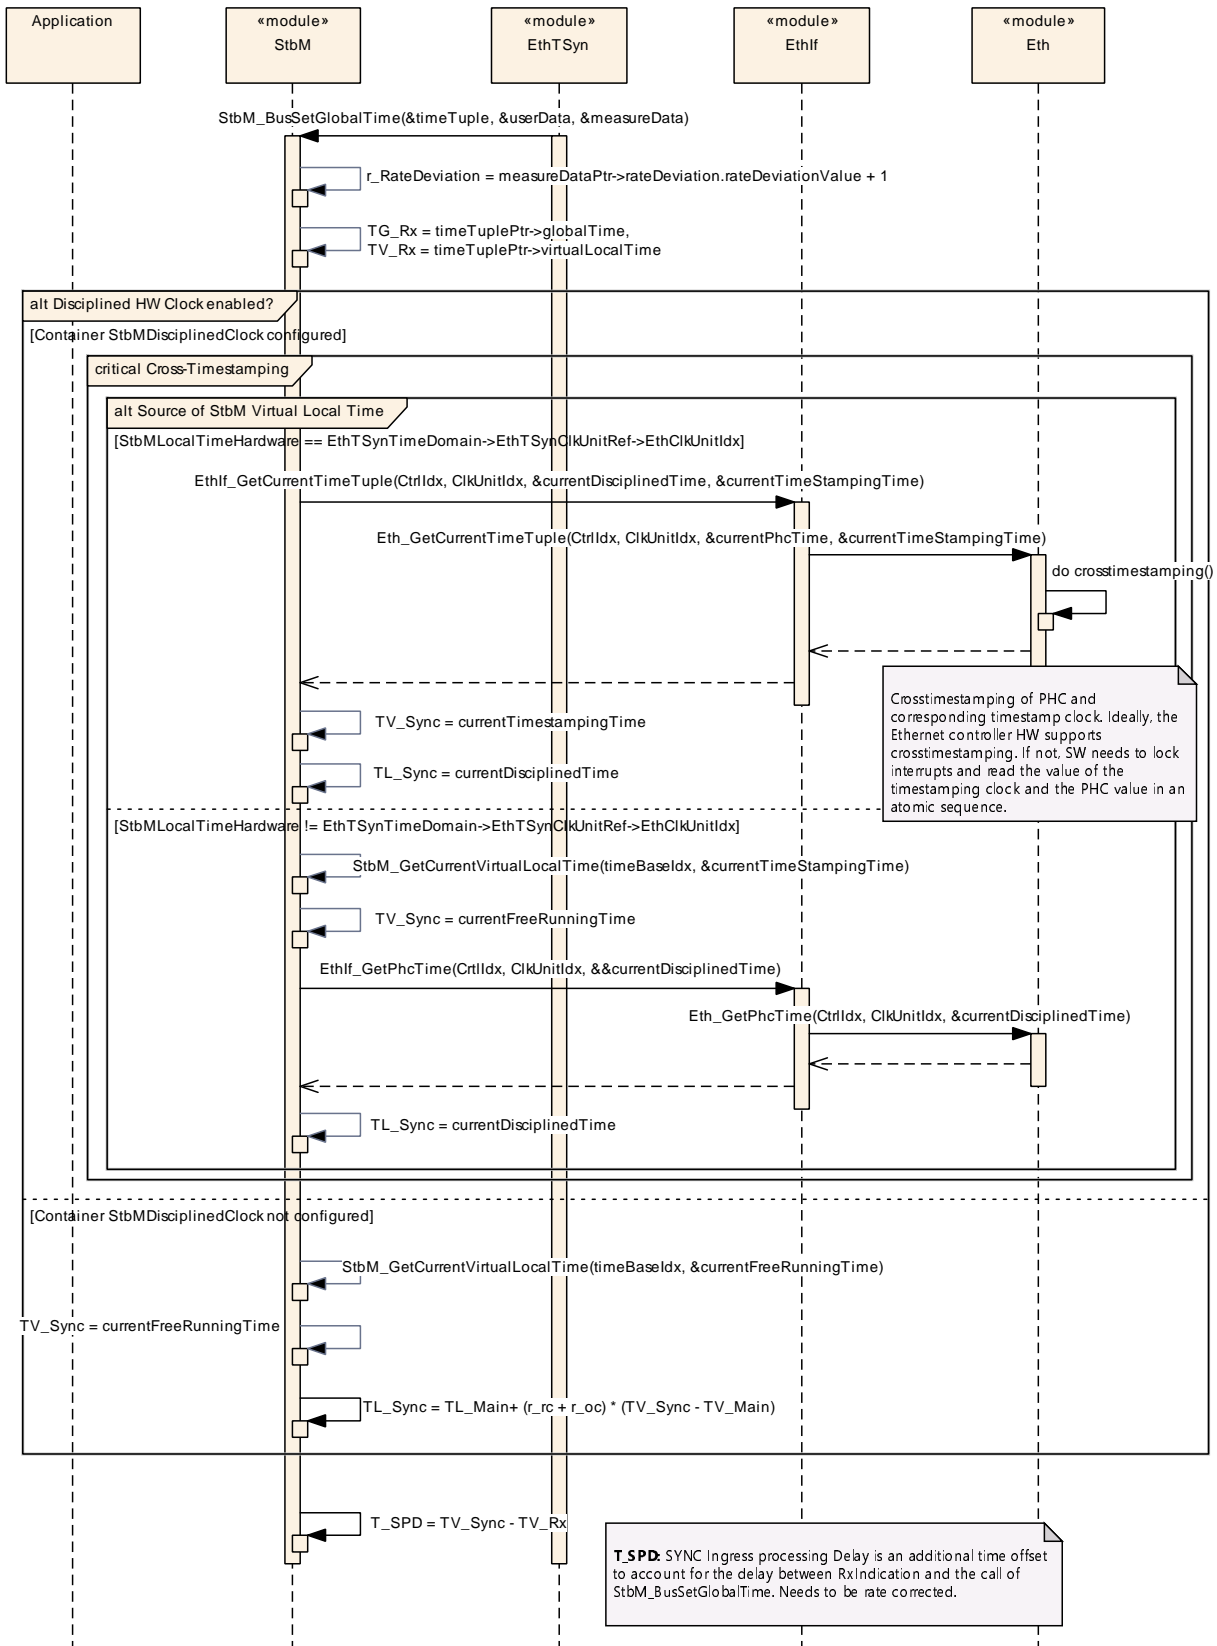 Application
«module»
StbM
«module»
EthTSyn
«module»
EthIf
«module»
Eth
StbM_BusSetGlobalTime(&timeTuple, &userData, &measureData)
r_RateDeviation = measureDataPtr->rateDeviation.rateDeviationValue + 1
TG_Rx = timeTuplePtr->globalTime,
TV_Rx = timeTuplePtr->virtualLocalTime
alt Disciplined HW Clock enabled?
[Container StbMDisciplinedClock configured]
critical Cross-Timestamping
alt Source of StbM Virtual Local Time
[StbMLocalTimeHardware == EthTSynTimeDomain->EthTSynClkUnitRef->EthClkUnitIdx]
EthIf_GetCurrentTimeTuple(CtrlIdx, ClkUnitIdx, &currentDisciplinedTime, &currentTimeStampingTime)
Eth_GetCurrentTimeTuple(CtrlIdx, ClkUnitIdx, &currentPhcTime, &currentTimeStampingTime)
do crosstimestamping()
Crosstimestamping of PHC and
corresponding timestamp clock. Ideally, the
Ethernet controller HW supports
crosstimestamping. If not, SW needs to lock
interrupts and read the value of the
timestamping clock and the PHC value in an
atomic sequence.
TV_Sync = currentTimestampingTime
TL_Sync = currentDisciplinedTime
[StbMLocalTimeHardware != EthTSynTimeDomain->EthTSynClkUnitRef->EthClkUnitIdx]
StbM_GetCurrentVirtualLocalTime(timeBaseIdx, &currentTimeStampingTime)
TV_Sync = currentFreeRunningTime
EthIf_GetPhcTime(CrtlIdx, ClkUnitIdx, &&currentDisciplinedTime)
Eth_GetPhcTime(CtrlIdx, ClkUnitIdx, &currentDisciplinedTime)
TL_Sync = currentDisciplinedTime
[Container StbMDisciplinedClock not configured]
StbM_GetCurrentVirtualLocalTime(timeBaseIdx, &currentFreeRunningTime)
TV_Sync = currentFreeRunningTime
TL_Sync = TL_Main+ (r_rc + r_oc) * (TV_Sync - TV_Main)
T_SPD = TV_Sync - TV_Rx
T_SPD: SYNC Ingress processing Delay is an additional time offset
to account for the delay between RxIndication and the call of
StbM_BusSetGlobalTime. Needs to be rate corrected.